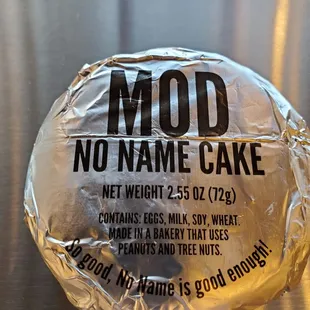 MOD
NO NAME CAKE
NET WEIGHT 2.55 OZ (72g)
CONTAINS: EGGS, MILK, SOY, WHEAT.
MADE IN A BAKERY THAT USES
PEANUTS AND TREE NUTS.
So good, No Name is good enough!